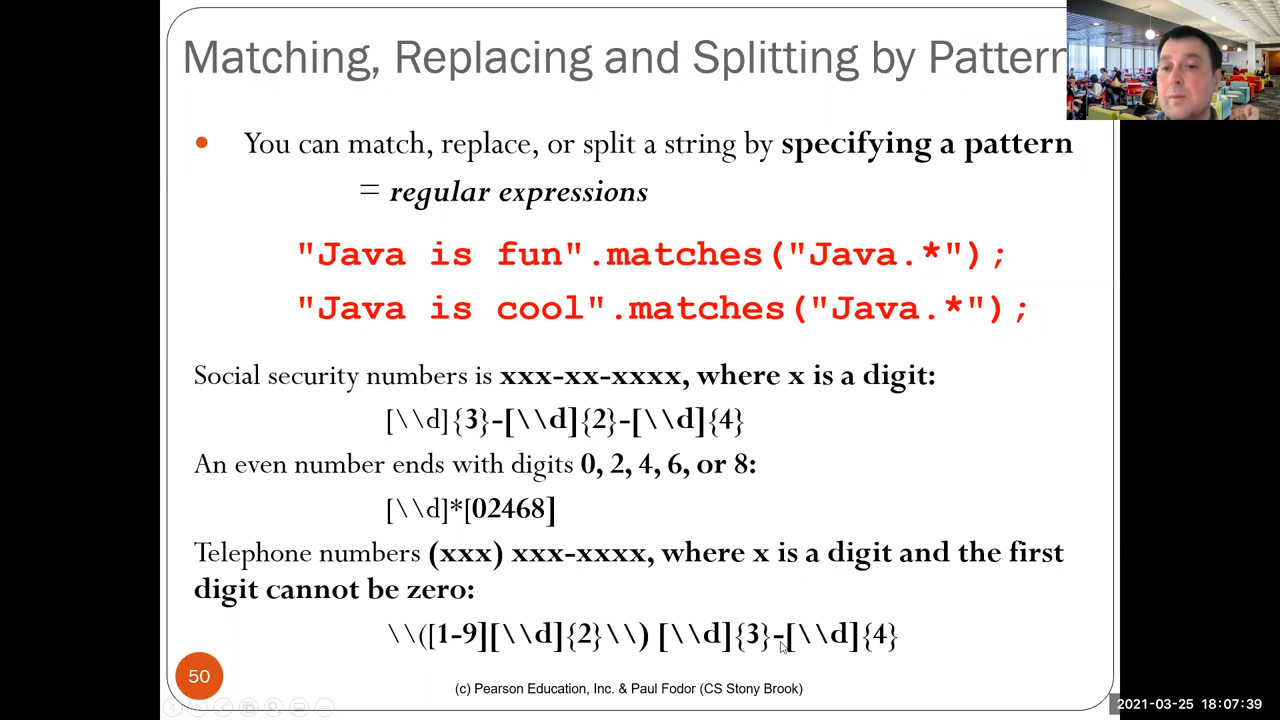 Matching, Replacing and Splitting by Pattern
You can match, replace, or split a string by specifying a pattern
= regular expressions
"Java is fun".matches("Java.*");
"Java is cool".matches("Java.*");
Social security numbers is xxx-xx-xxxx, where x is a digit:
[\\d]{3}-[\\d]{2}-[\\d]{4}
An even number ends with digits 0, 2, 4, 6, or 8:
[\\d]*[02468]
Telephone numbers (xxx) xxx-xxxx, where x is a digit and the first
digit cannot be zero:
\\([1-9][\\d]{2}\\) [\\d]{3}-[\\d]{4}
50
(c) Pearson Education, Inc. & Paul Fodor (CS Stony Brook)
2021-03-25 18:07:39